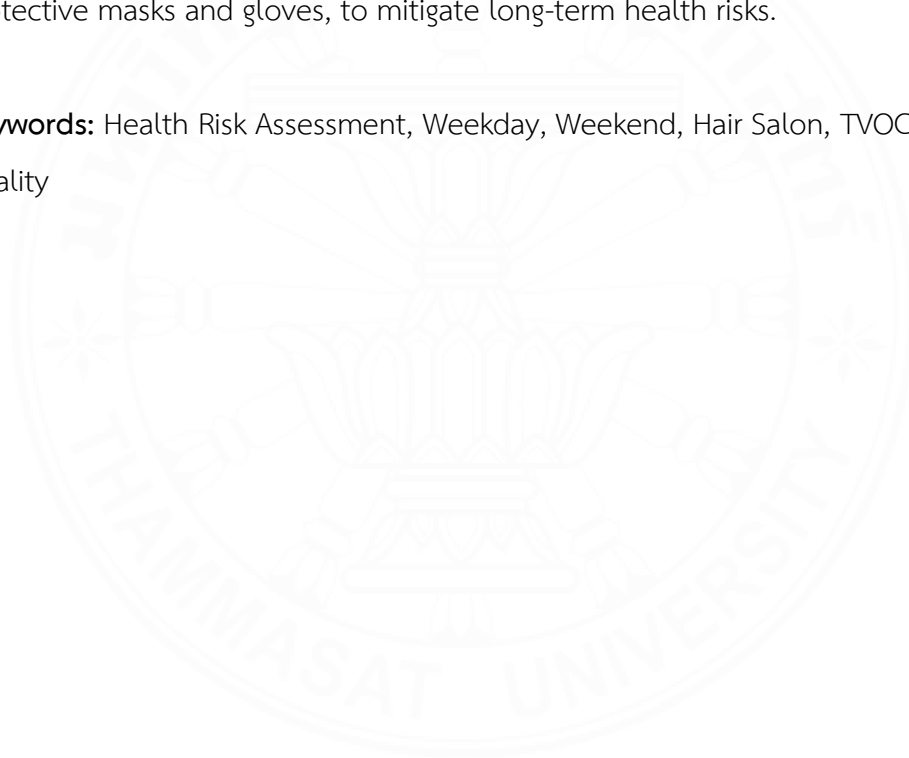 tective masks and gloves, to mitigate long-term health risks.
ywords: Health Risk Assessment, Weekday, Weekend, Hair Salon, TVOC
ality
THAMMASAT UNIVERSITY